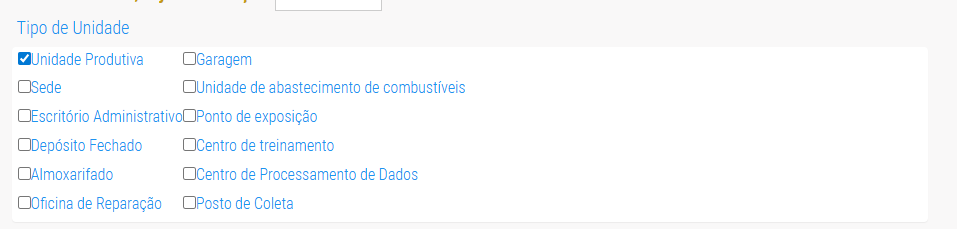 Tipo de Unidade
Unidade Produtiva Garagem
Sede Unidade de abastecimento de combustíveis
Escritório Administrativo Ponto de exposição
Depósito Fechado Centro de treinamento
Almoxarifado Centro de Processamento de Dados
Oficina de Reparação Posto de Coleta